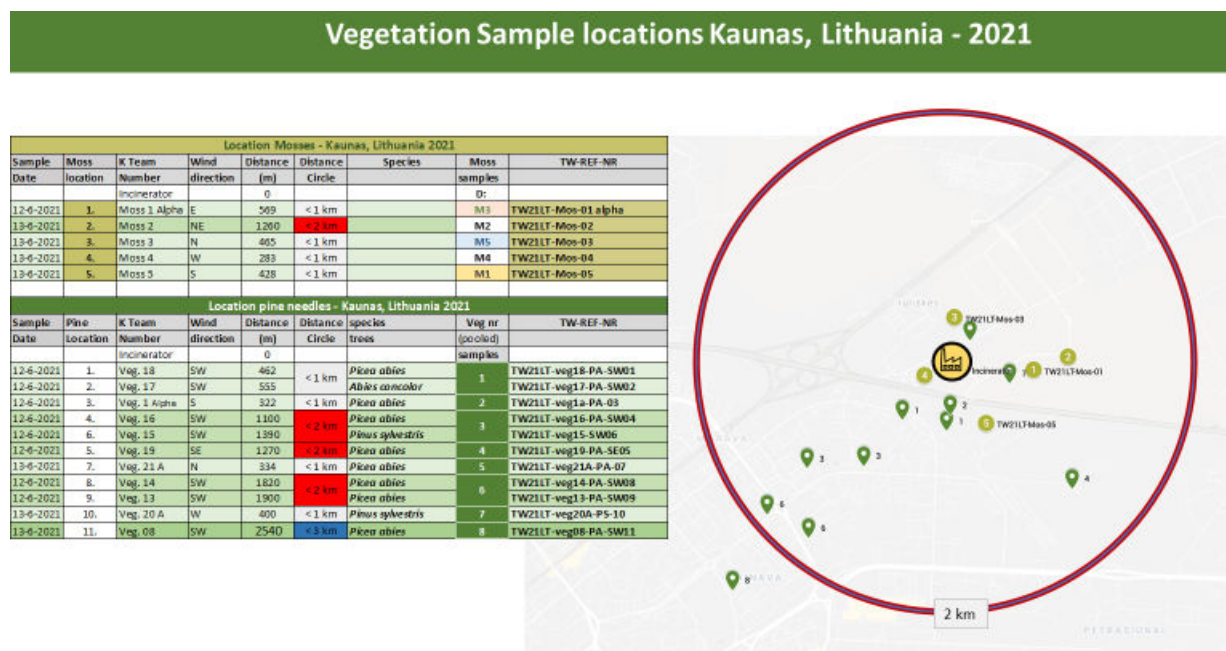 Vegetation Sample locations Kaunas, Lithuania - 2021
Location Mosses - Kaunas, Lithuania 2021
Sample Moss K Team Wind Distance Distance Species Moss TW-REF-NR
Date location Number direction (m) Circle samples
Incinerator 0 D:
12-6-2021 1. Moss 1 Alpha E 569 < 1 km M3 TW21LT-Mos-01 alpha
13-6-2021 2. Moss 2 NE 1260 < 2 km M2 TW21LT-Mos-02
13-6-2021 3. Moss 3 N 465 < 1 km M5 TW21LT-Mos-03
13-6-2021 4. Moss 4 W 283 < 1 km M4 TW21LT-Mos-04
13-6-2021 5. Moss 5 S 428 < 1 km M1 TW21LT-Mos-05
Location pine needles - Kaunas, Lithuania 2021
Sample Pine K Team Wind Distance Distance species Veg nr TW-REF-NR
Date Location Number direction (m) Circle trees (pooled)
Incinerator 0 samples
12-6-2021 1. Veg. 18 SW 462 < 1 km Picea abies 1 TW21LT-veg18-PA-SW01
12-6-2021 2. Veg. 17 SW 555 Abies concolor TW21LT-veg17-PA-SW02
12-6-2021 3. Veg. 1 Alpha S 322 < 1 km Picea abies 2 TW21LT-veg1a-PA-03
12-6-2021 4. Veg. 16 SW 1100 < 2 km Picea abies 3 TW21LT-veg16-PA-SW04
12-6-2021 6. Veg. 15 SW 1390 Pinus sylvestris TW21LT-veg15-SW06
12-6-2021 5. Veg. 19 SE 1270 < 2 km Picea abies 4 TW21LT-veg19-PA-SE05
13-6-2021 7. Veg. 21 A N 334 < 1 km Picea abies 5 TW21LT-veg21A-PA-07
12-6-2021 8. Veg. 14 SW 1820 < 2 km Picea abies 6 TW21LT-veg14-PA-SW08
12-6-2021 9. Veg. 13 SW 1900 Picea abies TW21LT-veg13-PA-SW09
13-6-2021 10. Veg. 20 A W 400 < 1 km Pinus sylvestris 7 TW21LT-veg20A-PS-10
13-6-2021 11. Veg. 08 SW 2540 < 3 km Picea abies 8 TW21LT-veg08-PA-SW11
3 TW21LT-Mos-03
2
Incinerator 1 TW21LT-Mos-01
4
1 2
1 5 TW21LT-Mos-05
3 3
4
6
6
8
2 km